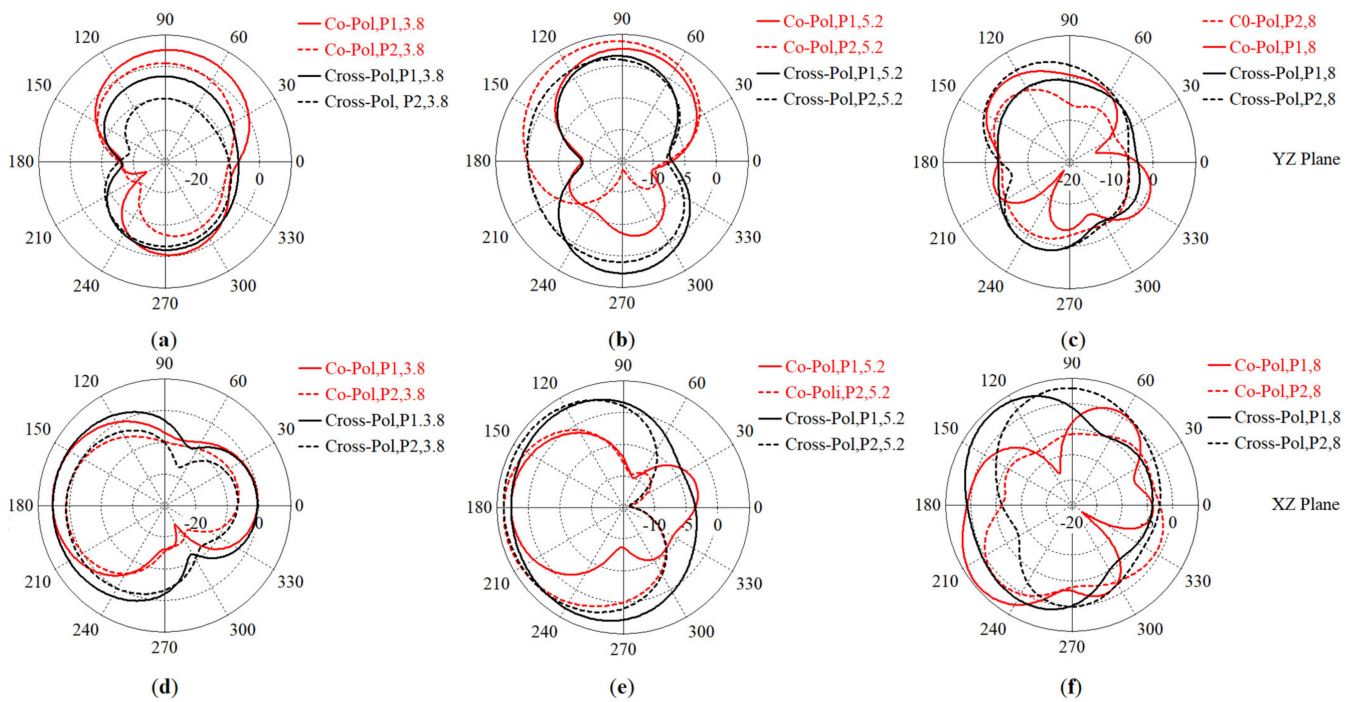 90
120
60
150
30
180
0
-20
0
210
330
240
300
270
Co-Pol,P1,3.8
Co-Pol,P2,3.8
Cross-Pol,P1,3.8
Cross-Pol, P2,3.8
(a)
90
120
60
150
30
180
-10
-5
0
0
210
330
240
300
270
Co-Pol,P1,5.2
Co-Pol,P2,5.2
Cross-Pol,P1,5.2
Cross-Pol,P2,5.2
(b)
90
120
60
150
30
180
-20
-10
0
0
210
330
240
300
270
C0-Pol,P2,8
Co-Pol,P1,8
Cross-Pol,P1,8
Cross-Pol,P2,8
YZ Plane
(c)
90
120
60
150
30
180
-20
0
0
210
330
240
300
270
Co-Pol,P1,3.8
Co-Pol,P2,3.8
Cross-Pol,P1.3.8
Cross-Pol,P2,3.8
(d)
90
120
60
150
30
180
-10
-5
0
0
210
330
240
300
270
Co-Pol,P1,5.2
Co-Poli,P2,5.2
Cross-Pol,P1,5.2
Cross-Pol,P2,5.2
(e)
90
120
60
150
30
180
-20
0
0
210
330
240
300
270
Co-Pol,P1,8
Co-Pol,P2,8
Cross-Pol,P1,8
Cross-Pol,P2,8
XZ Plane
(f)